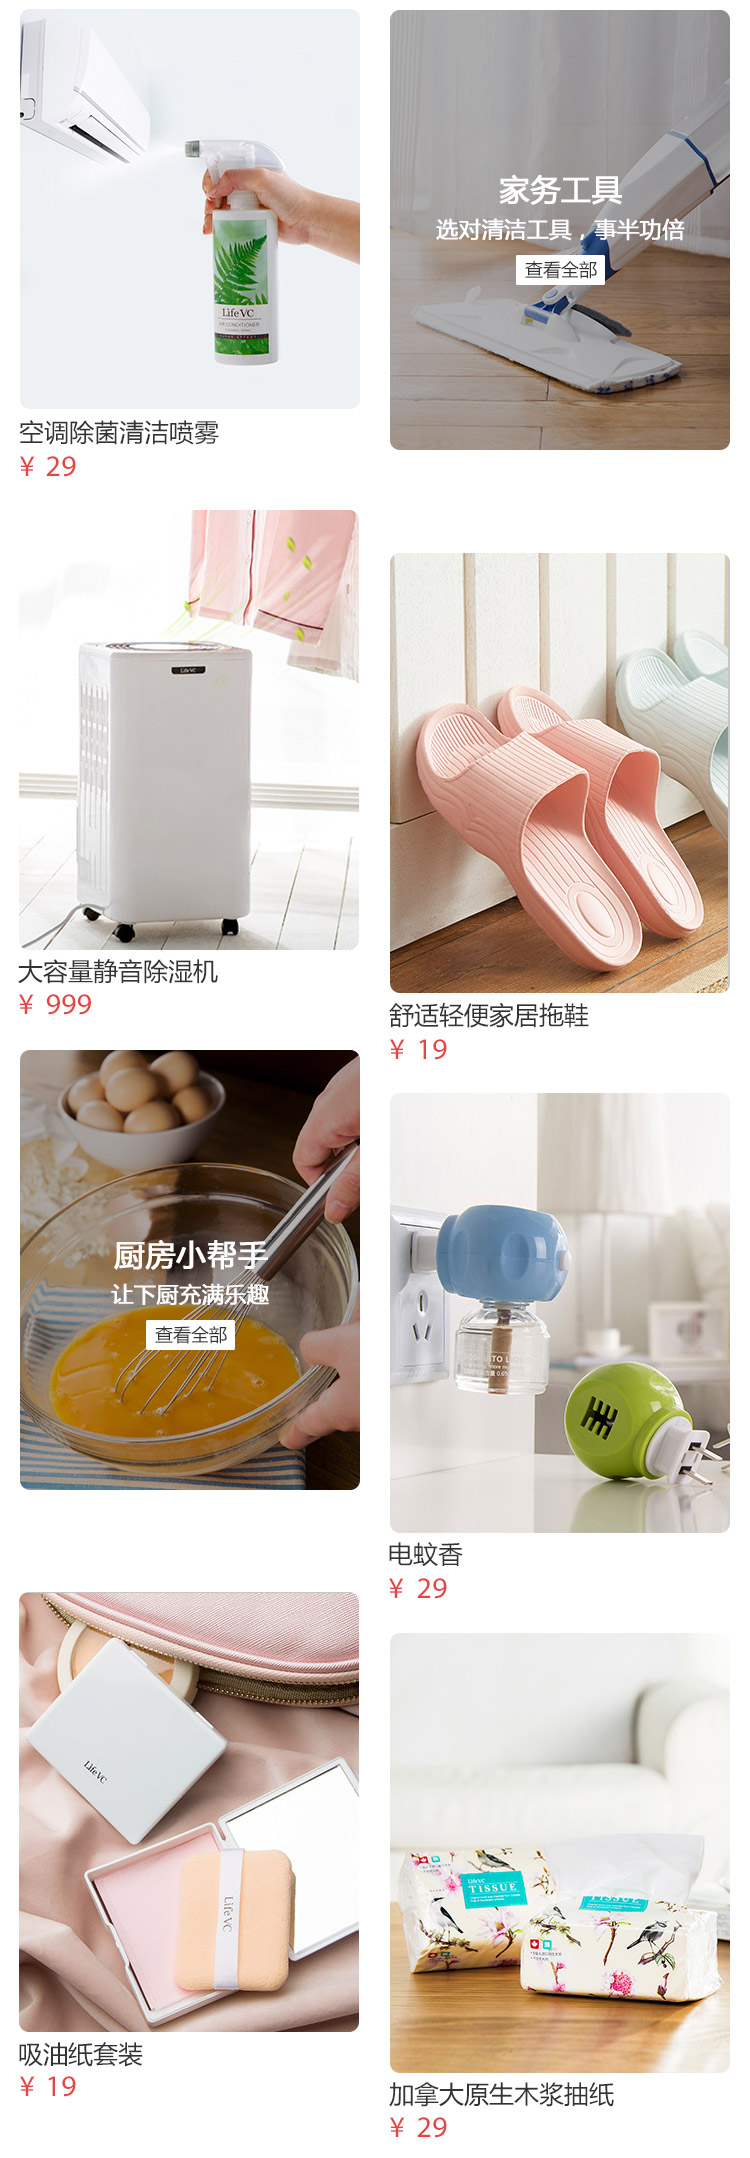 LifeVC
AIR CONDITIONER
空调除菌清洁喷雾
¥ 29
家务工具
选对清洁工具，事半功倍
查看全部
LifeVC
大容量静音除湿机
¥ 999
舒适轻便家居拖鞋
¥ 19
厨房小帮手
让下厨充满乐趣
查看全部
电蚊香
¥ 29
LifeVC
LifeVC
吸油纸套装
¥ 19
LifeVC
TISSUE
TISSUE
加拿大原生木浆抽纸
¥ 29